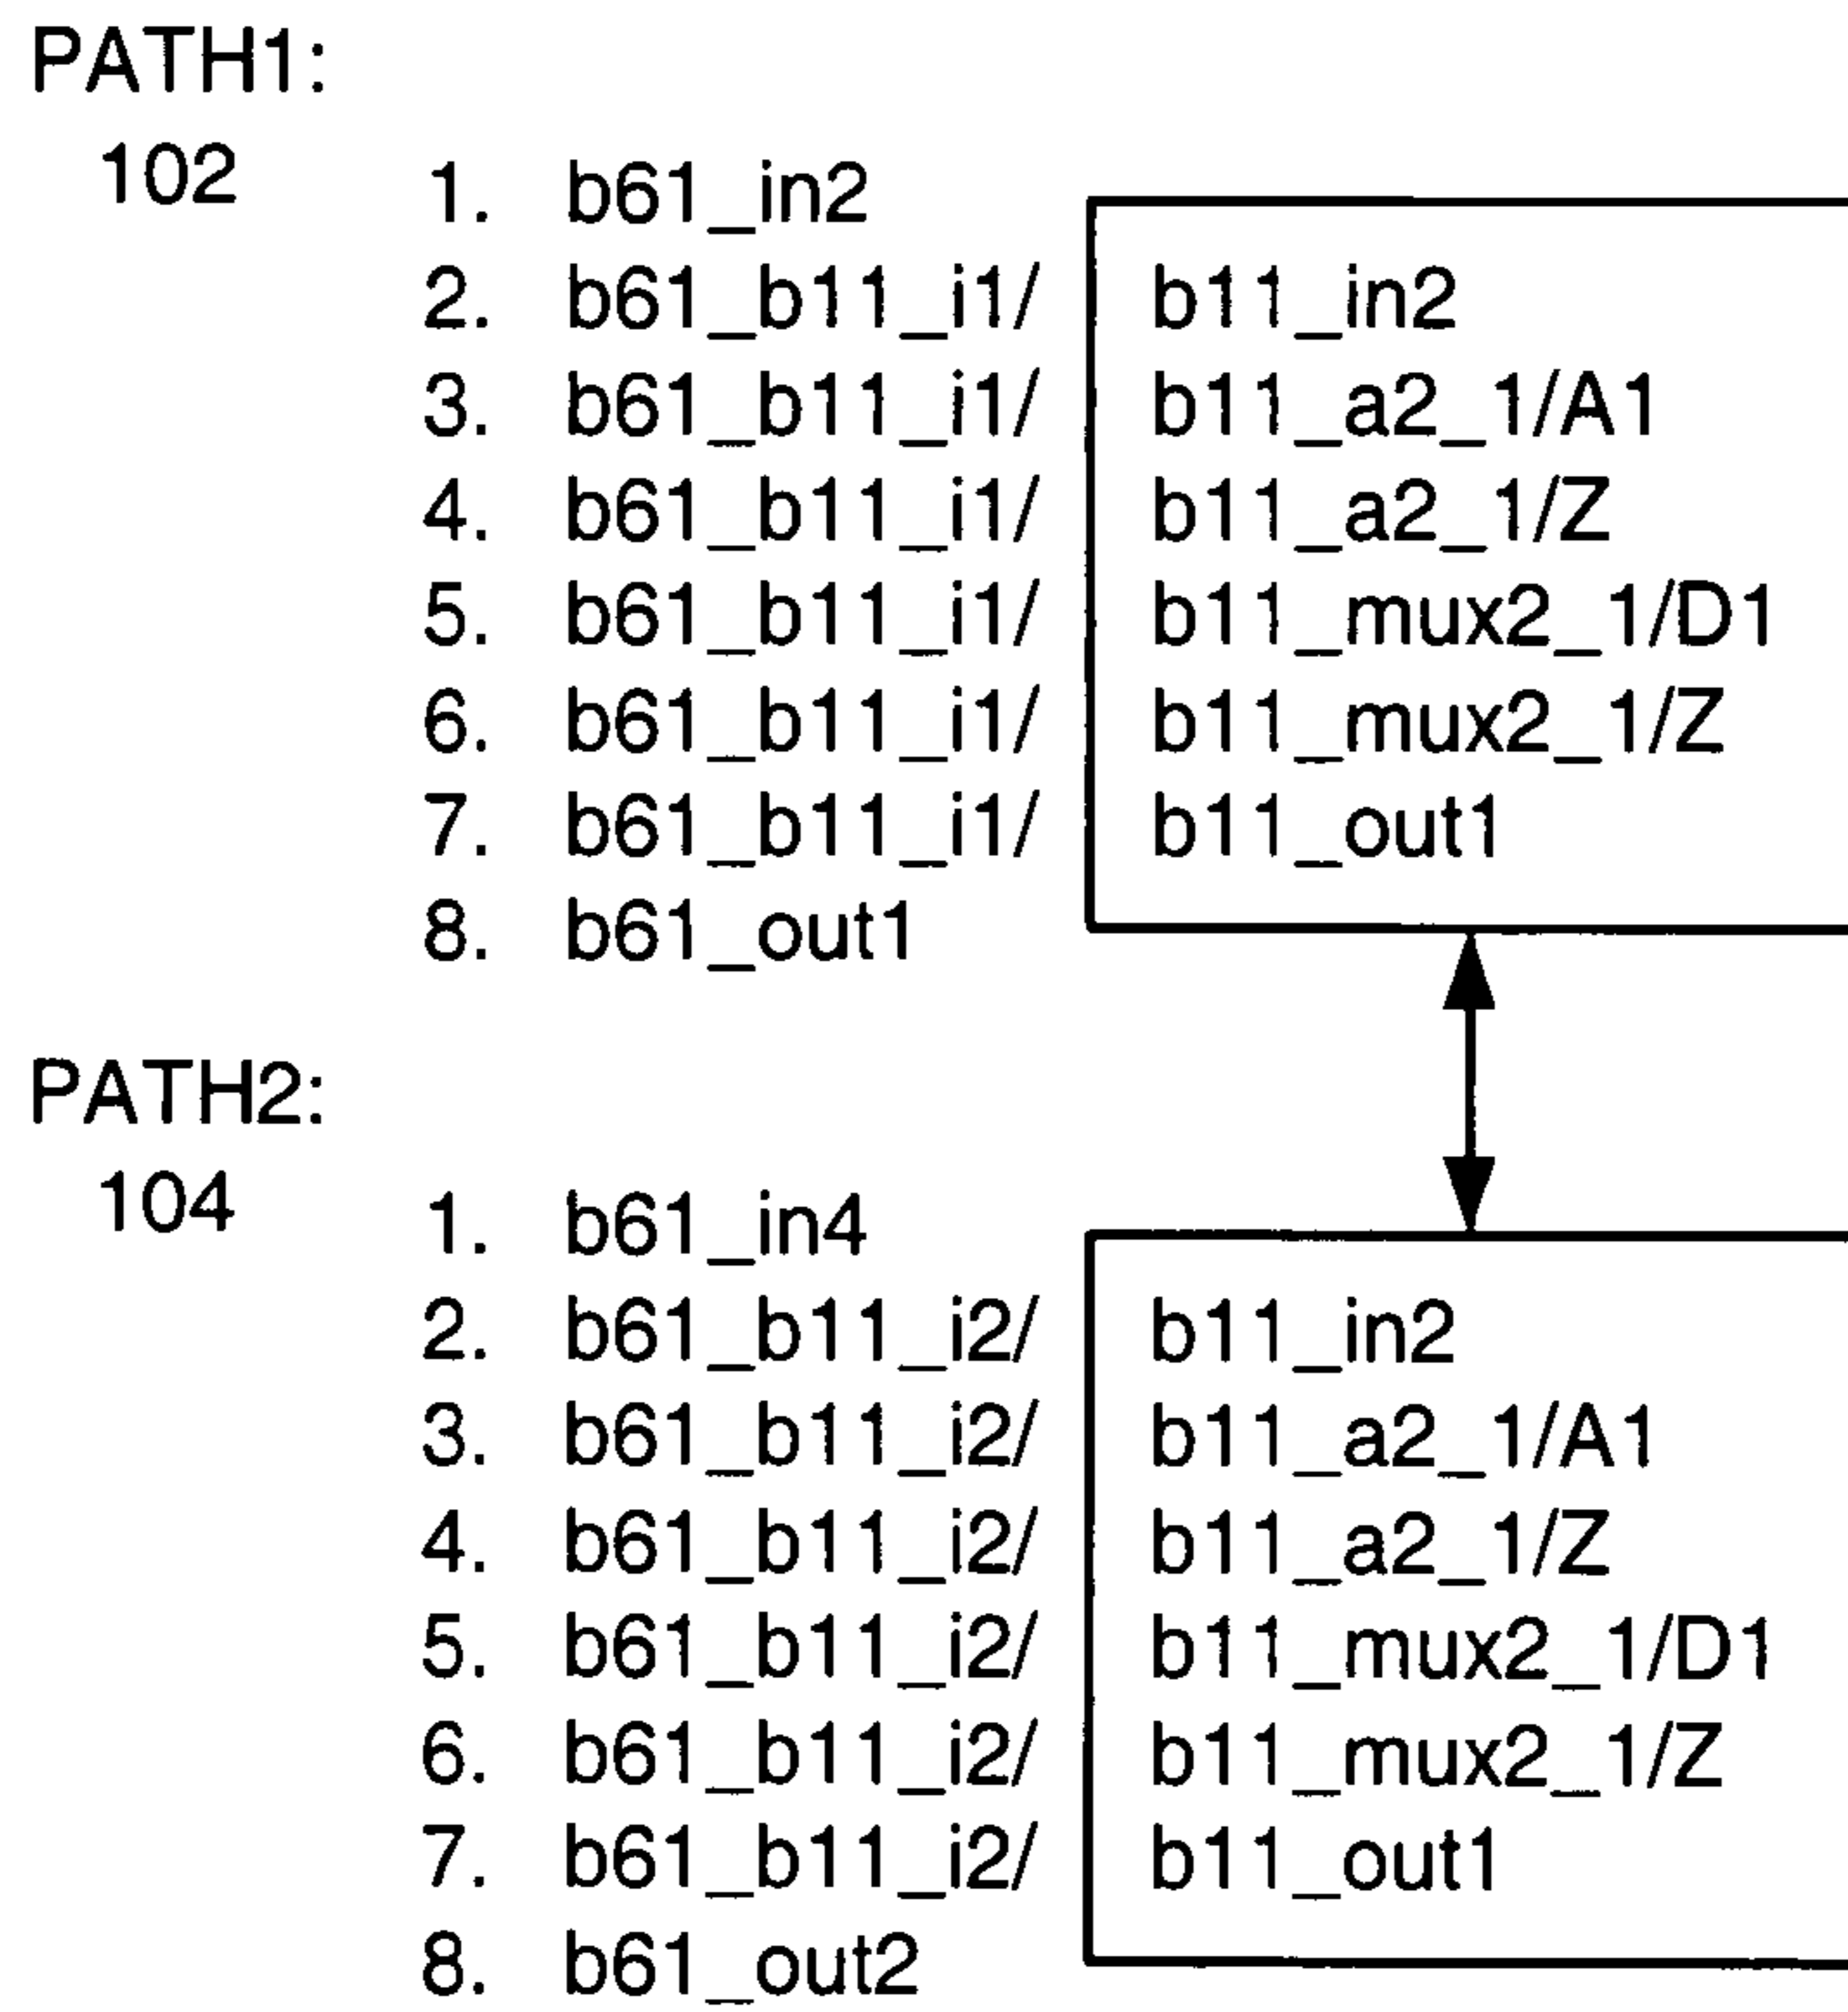 PATH1:
102
1. b61_in2
2. b61_b11_i1/ b11_in2
3. b61_b11_i1/ b11_a2_1/A1
4. b61_b11_i1/ b11_a2_1/Z
5. b61_b11_i1/ b11_mux2_1/D1
6. b61_b11_i1/ b11_mux2_1/Z
7. b61_b11_i1/ b11_out1
8. b61_out1
PATH2:
104
1. b61_in4
2. b61_b11_i2/ b11_in2
3. b61_b11_i2/ b11_a2_1/A1
4. b61_b11_i2/ b11_a2_1/Z
5. b61_b11_i2/ b11_mux2_1/D1
6. b61_b11_i2/ b11_mux2_1/Z
7. b61_b11_i2/ b11_out1
8. b61_out2